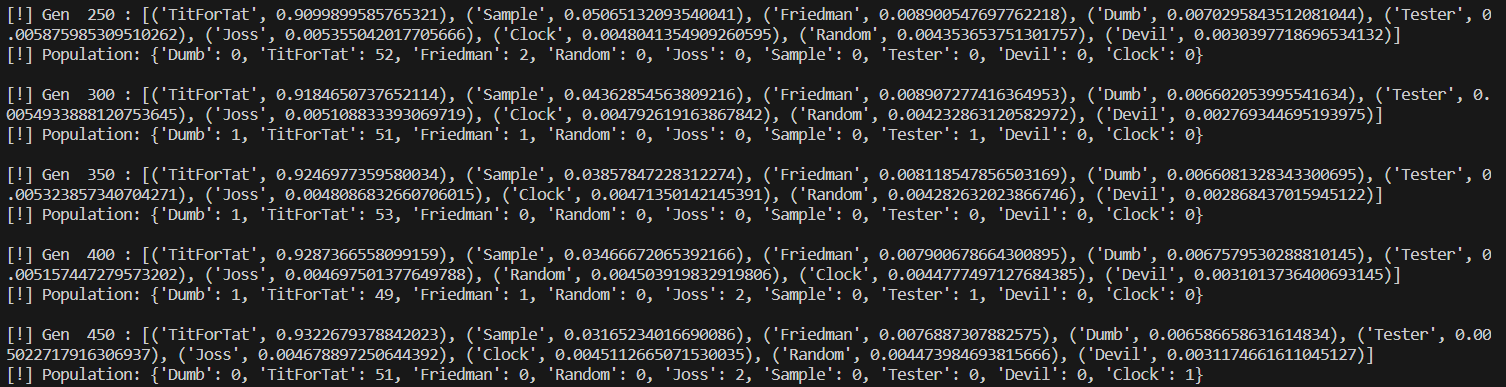 [!] Gen  250 : [('TitForTat', 0.9099899585765321), ('Sample', 0.05065132093540041), ('Friedman', 0.008900547697762218), ('Dumb', 0.0070295843512081044), ('Tester', 0
.005875985309510262), ('Joss', 0.005355042017705666), ('Clock', 0.0048041354909260595), ('Random', 0.004353653751301757), ('Devil', 0.0030397718696534132)]
[!] Population: {'Dumb': 0, 'TitForTat': 52, 'Friedman': 2, 'Random': 0, 'Joss': 0, 'Sample': 0, 'Tester': 0, 'Devil': 0, 'Clock': 0}
[!] Gen  300 : [('TitForTat', 0.9184650737652114), ('Sample', 0.04362854563809216), ('Friedman', 0.008907277416364953), ('Dumb', 0.006602053995541634), ('Tester', 0.
0054933888120753645), ('Joss', 0.005108833393069719), ('Clock', 0.004792619163867842), ('Random', 0.004232863120582972), ('Devil', 0.002769344695193975)]
[!] Population: {'Dumb': 1, 'TitForTat': 51, 'Friedman': 1, 'Random': 0, 'Joss': 0, 'Sample': 0, 'Tester': 1, 'Devil': 0, 'Clock': 0}
[!] Gen  350 : [('TitForTat', 0.9246977359580034), ('Sample', 0.03857847228312274), ('Friedman', 0.008118547856503169), ('Dumb', 0.0066081328343300695), ('Tester', 0
.005323857340704271), ('Joss', 0.0048086832660706015), ('Clock', 0.00471350142145391), ('Random', 0.004282632023866746), ('Devil', 0.002868437015945122)]
[!] Population: {'Dumb': 1, 'TitForTat': 53, 'Friedman': 0, 'Random': 0, 'Joss': 0, 'Sample': 0, 'Tester': 0, 'Devil': 0, 'Clock': 0}
[!] Gen  400 : [('TitForTat', 0.9287366558099159), ('Sample', 0.03466672065392166), ('Friedman', 0.007900678664300895), ('Dumb', 0.0067579530288810145), ('Tester', 0
.005157447279573202), ('Joss', 0.004697501377649788), ('Random', 0.004503919832919806), ('Clock', 0.0044777497127684385), ('Devil', 0.0031013736400693145)]
[!] Population: {'Dumb': 1, 'TitForTat': 49, 'Friedman': 1, 'Random': 0, 'Joss': 2, 'Sample': 0, 'Tester': 1, 'Devil': 0, 'Clock': 0}
[!] Gen  450 : [('TitForTat', 0.9322679378842023), ('Sample', 0.03165234016690086), ('Friedman', 0.0076887307882575), ('Dumb', 0.006586658631614834), ('Tester', 0.00
5022717916306937), ('Joss', 0.004678897250644392), ('Clock', 0.0045112665071530035), ('Random', 0.004473984693815666), ('Devil', 0.0031174661611045127)]
[!] Population: {'Dumb': 0, 'TitForTat': 51, 'Friedman': 0, 'Random': 0, 'Joss': 2, 'Sample': 0, 'Tester': 0, 'Devil': 0, 'Clock': 1}